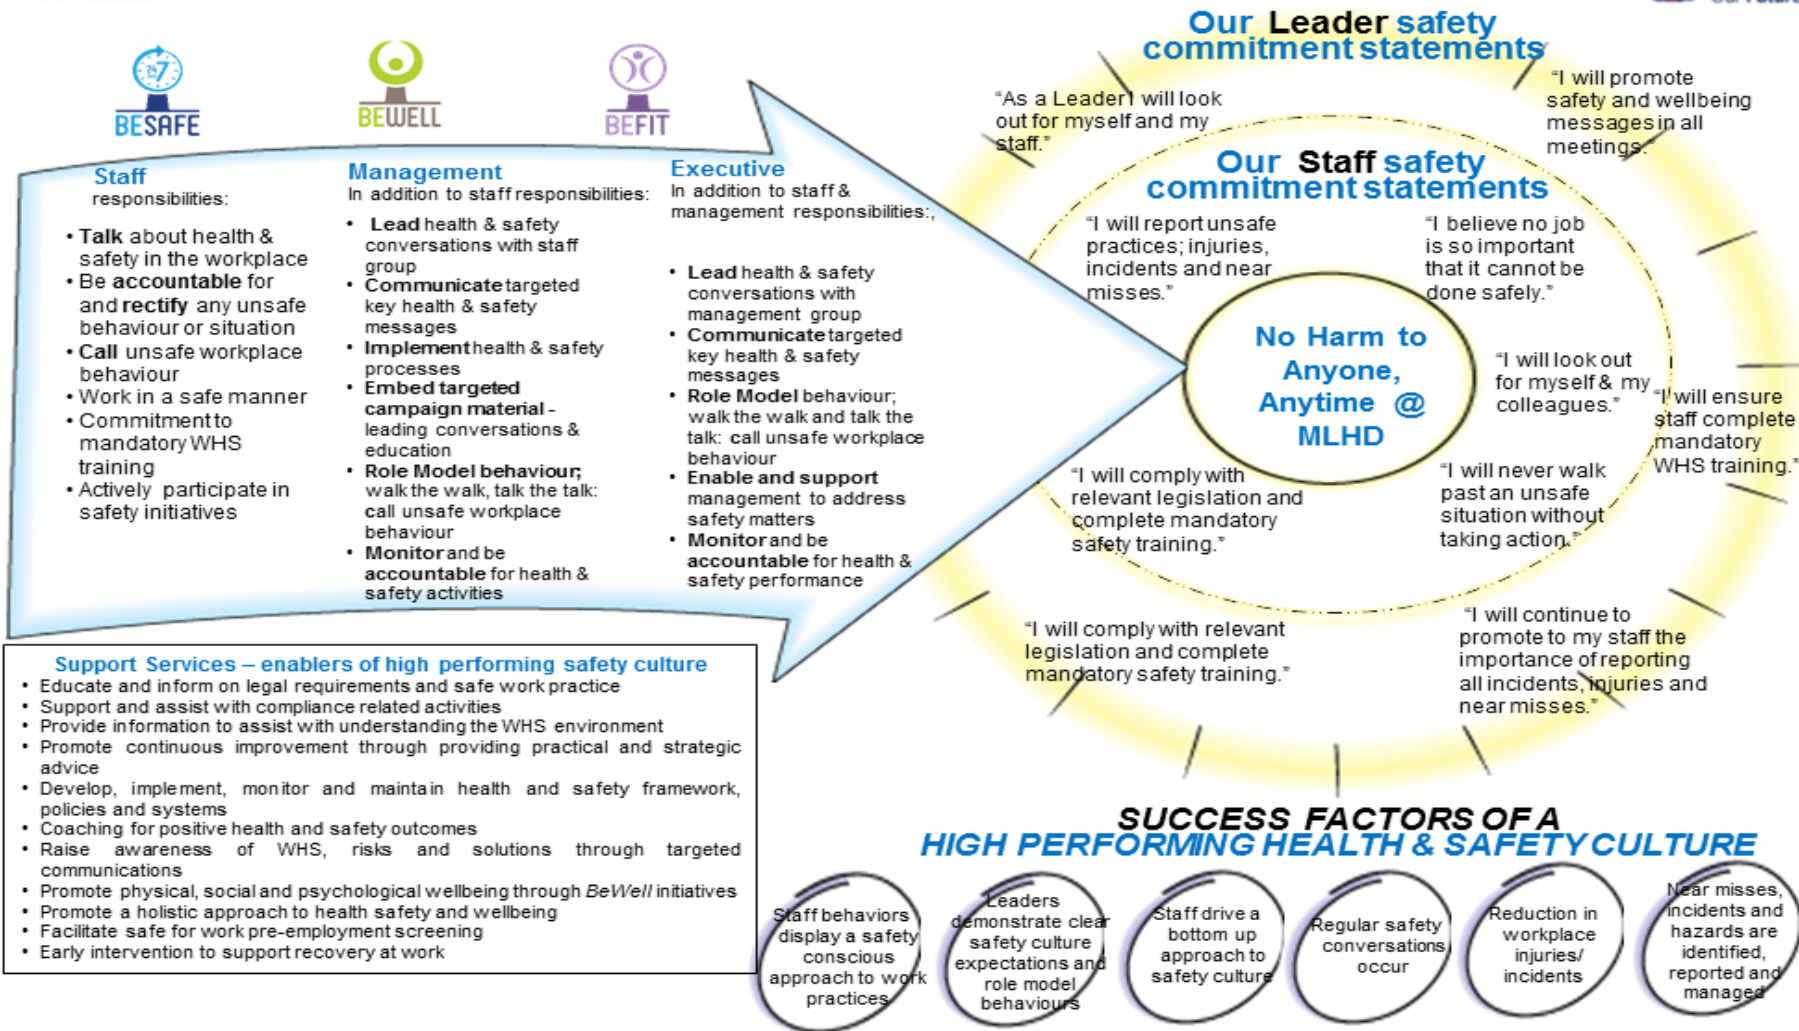 Our Future
24 7
BESAFE
BEWELL
BEFIT
Staff
responsibilities:
• Talk about health &
safety in the workplace
• Be accountable for
and rectify any unsafe
behaviour or situation
• Call unsafe workplace
behaviour
• Work in a safe manner
• Commitment to
mandatory WHS
training
• Actively participate in
safety initiatives
Management
In addition to staff responsibilities:
• Lead health & safety
conversations with staff
group
• Communicate targeted
key health & safety
messages
• Implement health & safety
processes
• Embed targeted
campaign material -
leading conversations &
education
• Role Model behaviour;
walk the walk, talk the talk:
call unsafe workplace
behaviour
• Monitor and be
accountable for health &
safety activities
Executive
In addition to staff &
management responsibilities:,
• Lead health & safety
conversations with
management group
• Communicate targeted
key health & safety
messages
• Role Model behaviour;
walk the walk and talk the
talk: call unsafe workplace
behaviour
• Enable and support
management to address
safety matters
• Monitor and be
accountable for health &
safety performance
Our Leader safety
commitment statements
“As a Leader I will look
out for myself and my
staff.”
“I will promote
safety and wellbeing
messages in all
meetings.”
Our Staff safety
commitment statements
“I will report unsafe
practices; injuries,
incidents and near
misses.”
“I believe no job
is so important
that it cannot be
done safely.”
No Harm to
Anyone,
Anytime @
MLHD
“I will look out
for myself & my
colleagues.”
“I will ensure
staff complete
mandatory
WHS training.”
“I will comply with
relevant legislation and
complete mandatory
safety training.”
“I will never walk
past an unsafe
situation without
taking action.”
“I will comply with relevant
legislation and complete
mandatory safety training.”
“I will continue to
promote to my staff the
importance of reporting
all incidents, injuries and
near misses.”
Support Services – enablers of high performing safety culture
• Educate and inform on legal requirements and safe work practice
• Support and assist with compliance related activities
• Provide information to assist with understanding the WHS environment
• Promote continuous improvement through providing practical and strategic
advice
• Develop, implement, monitor and maintain health and safety framework,
policies and systems
• Coaching for positive health and safety outcomes
• Raise awareness of WHS, risks and solutions through targeted
communications
• Promote physical, social and psychological wellbeing through BeWell initiatives
• Promote a holistic approach to health safety and wellbeing
• Facilitate safe for work pre-employment screening
• Early intervention to support recovery at work
SUCCESS FACTORS OF A
HIGH PERFORMING HEALTH & SAFETY CULTURE
Staff behaviors
display a safety
conscious
approach to work
practices
Leaders
demonstrate clear
safety culture
expectations and
role model
behaviours
Staff drive a
bottom up
approach to
safety culture
Regular safety
conversations
occur
Reduction in
workplace
injuries/
incidents
Near misses,
incidents and
hazards are
identified,
reported and
managed